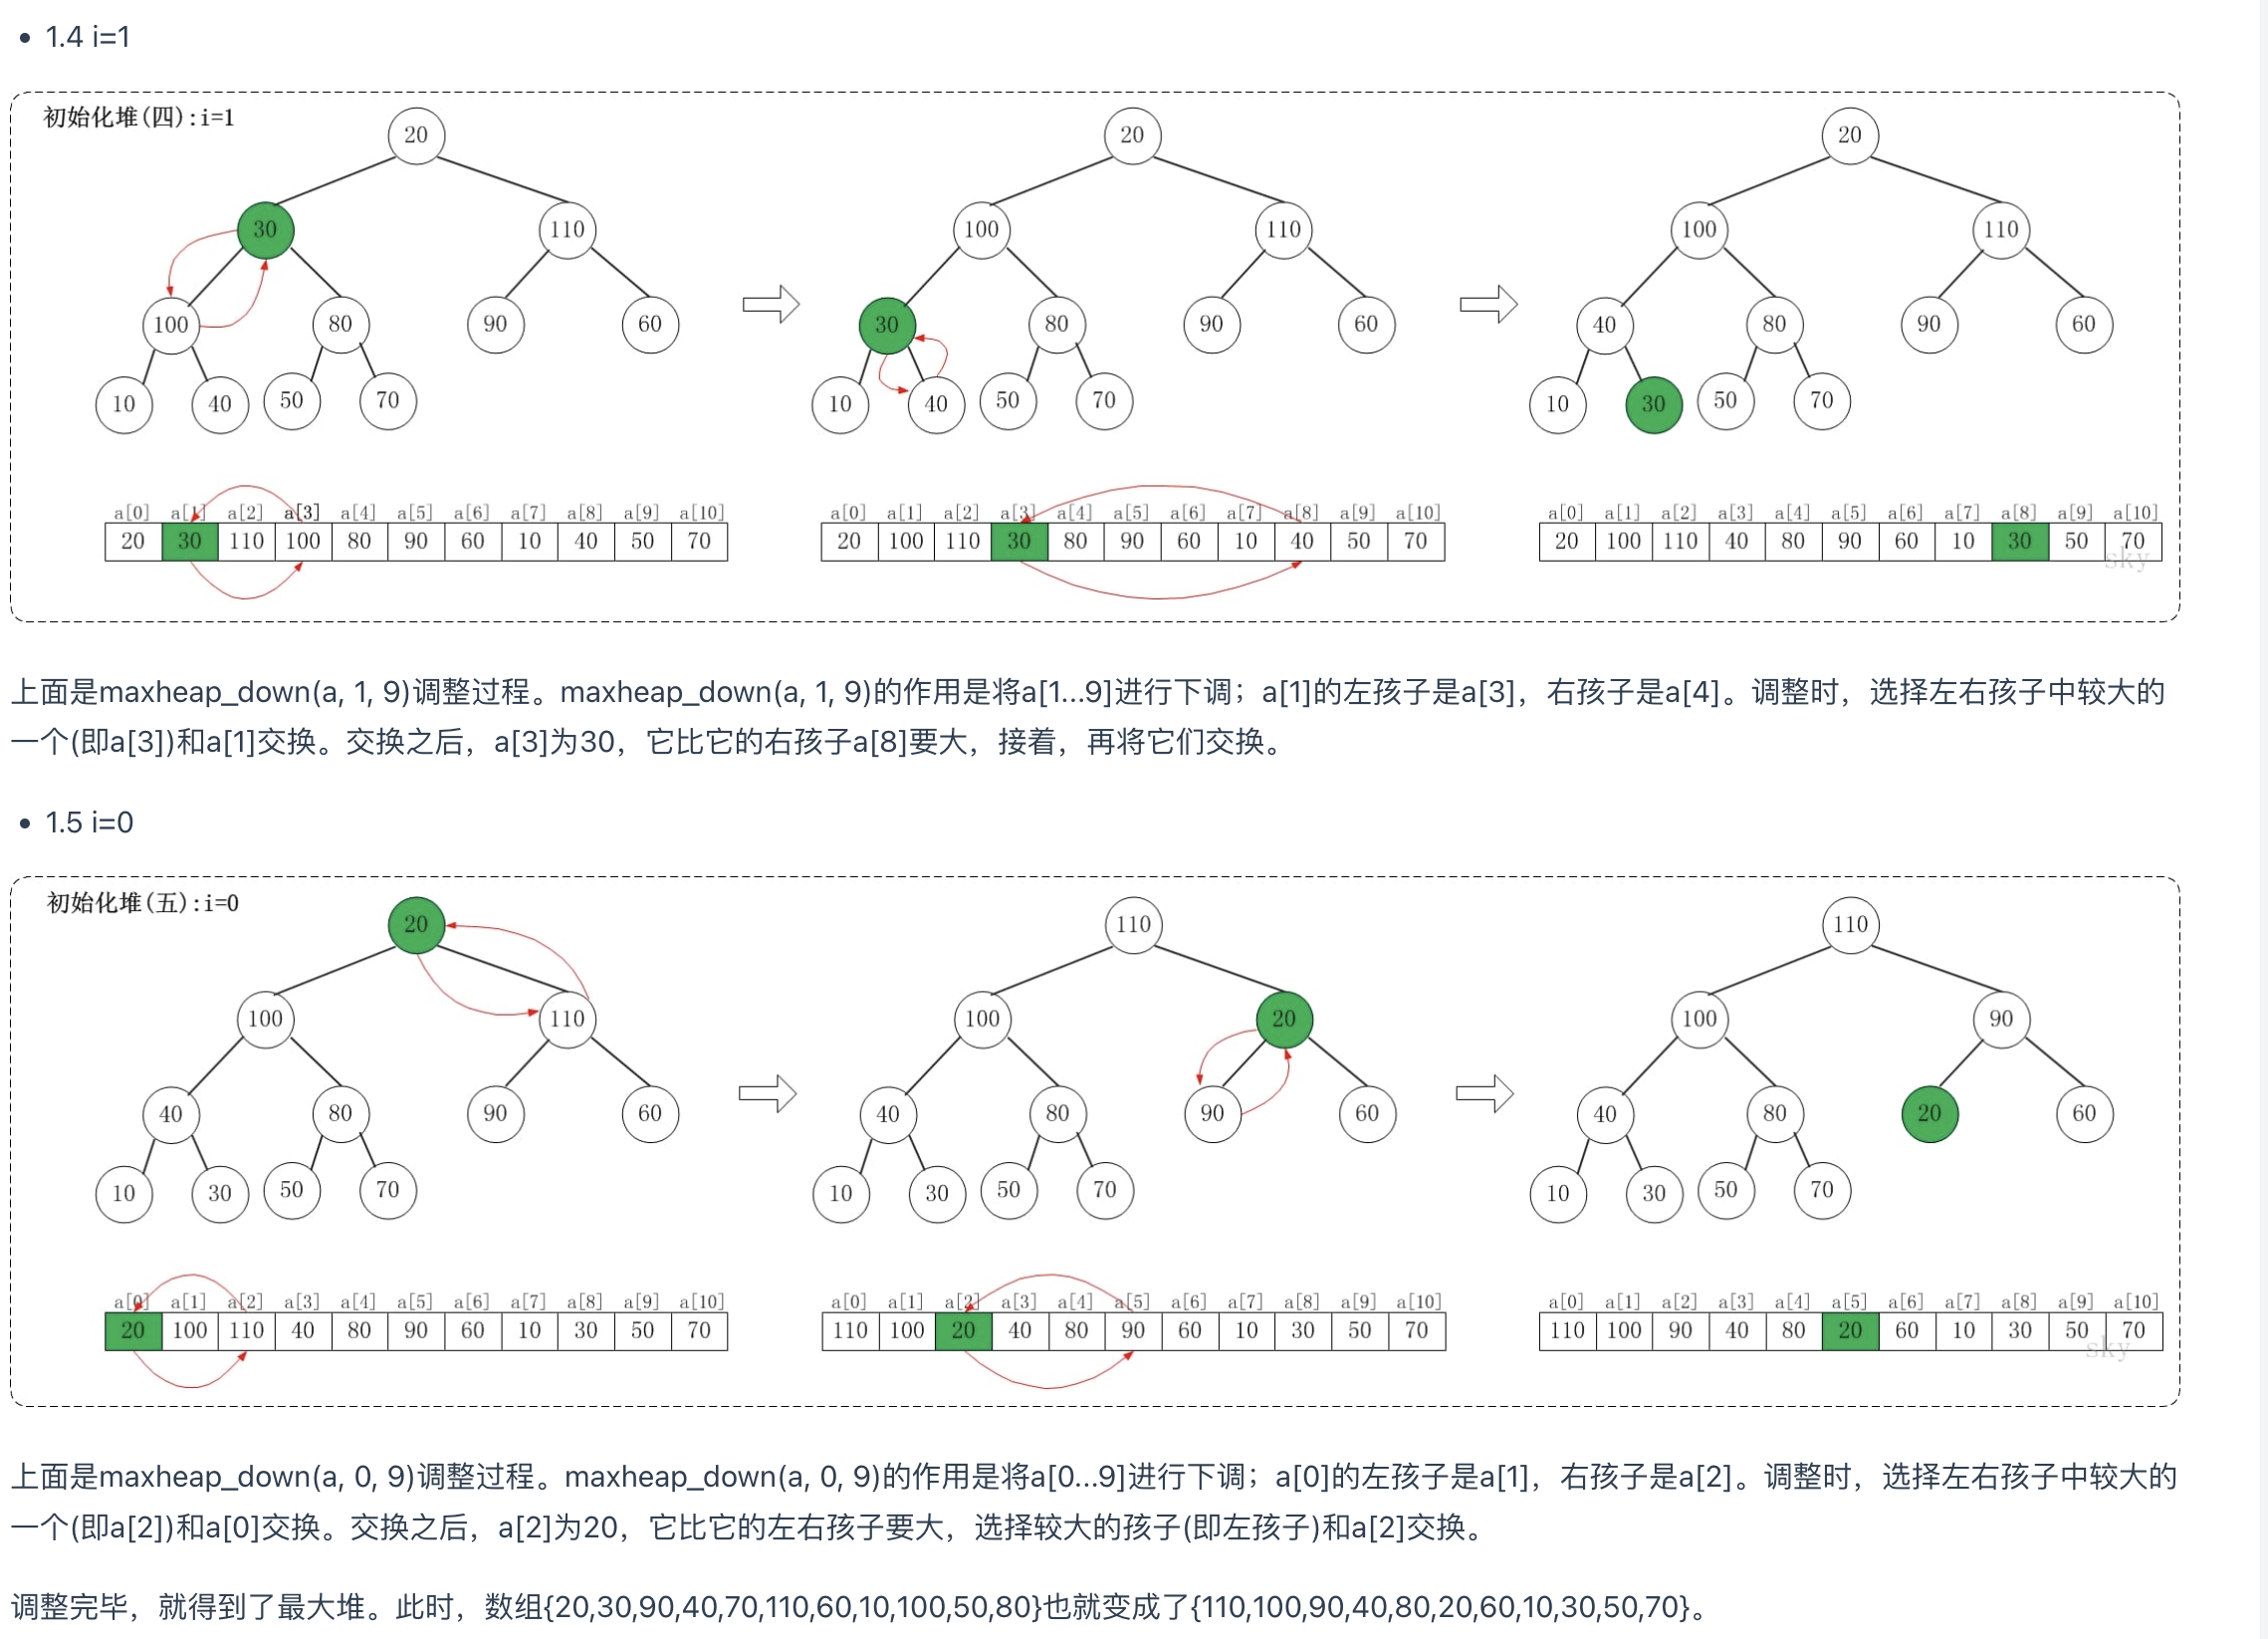 • 1.4 i=1
初始化堆(四):i=1
20
20
20
30
110
100
110
100
110
100
80
90
60
30
80
90
60
40
80
90
60
10
40
50
70
10
40
50
70
10
30
50
70
a[0] a[1] a[2] a[3] a[4] a[5] a[6] a[7] a[8] a[9] a[10]
20 30 110 100 80 90 60 10 40 50 70
a[0] a[1] a[2] a[3] a[4] a[5] a[6] a[7] a[8] a[9] a[10]
20 100 110 30 80 90 60 10 40 50 70
a[0] a[1] a[2] a[3] a[4] a[5] a[6] a[7] a[8] a[9] a[10]
20 100 110 40 80 90 60 10 30 50 70
sky
上面是maxheap_down(a, 1, 9)调整过程。maxheap_down(a, 1, 9)的作用是将a[1...9]进行下调；a[1]的左孩子是a[3]，右孩子是a[4]。调整时，选择左右孩子中较大的
一个(即a[3])和a[1]交换。交换之后，a[3]为30，它比它的右孩子a[8]要大，接着，再将它们交换。
• 1.5 i=0
初始化堆(五):i=0
20
110
110
100
110
100
20
100
90
40
80
90
60
40
80
90
60
40
80
20
60
10
30
50
70
10
30
50
70
10
30
50
70
a[0] a[1] a[2] a[3] a[4] a[5] a[6] a[7] a[8] a[9] a[10]
20 100 110 40 80 90 60 10 30 50 70
a[0] a[1] a[2] a[3] a[4] a[5] a[6] a[7] a[8] a[9] a[10]
110 100 20 40 80 90 60 10 30 50 70
a[0] a[1] a[2] a[3] a[4] a[5] a[6] a[7] a[8] a[9] a[10]
110 100 90 40 80 20 60 10 30 50 70
sky
上面是maxheap_down(a, 0, 9)调整过程。maxheap_down(a, 0, 9)的作用是将a[0...9]进行下调；a[0]的左孩子是a[1]，右孩子是a[2]。调整时，选择左右孩子中较大的
一个(即a[2])和a[0]交换。交换之后，a[2]为20，它比它的左右孩子要大，选择较大的孩子(即左孩子)和a[2]交换。
调整完毕，就得到了最大堆。此时，数组{20,30,90,40,70,110,60,10,100,50,80}也就变成了{110,100,90,40,80,20,60,10,30,50,70}。